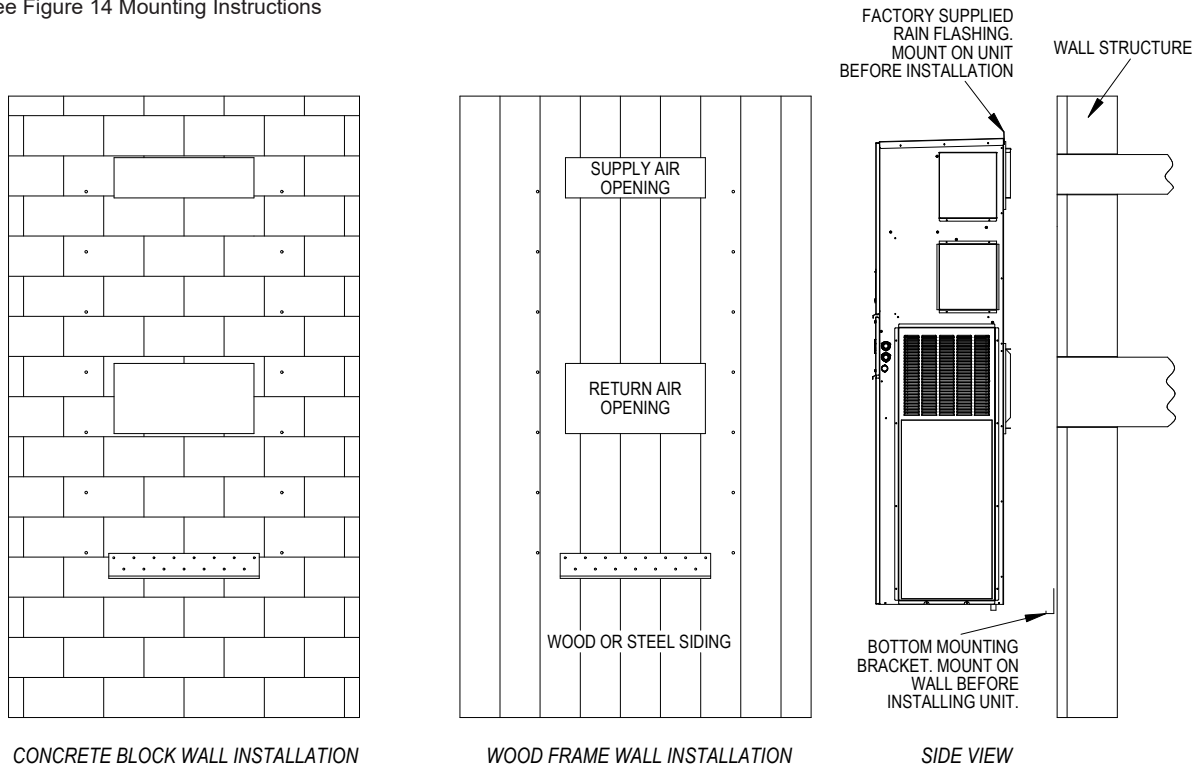 ee Figure 14 Mounting Instructions
FACTORY SUPPLIED
RAIN FLASHING.
MOUNT ON UNIT
BEFORE INSTALLATION
WALL STRUCTURE
SUPPLY AIR
OPENING
RETURN AIR
OPENING
WOOD OR STEEL SIDING
BOTTOM MOUNTING
BRACKET. MOUNT ON
WALL BEFORE
INSTALLING UNIT.
CONCRETE BLOCK WALL INSTALLATION
WOOD FRAME WALL INSTALLATION
SIDE VIEW